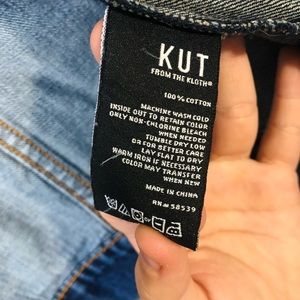 KUT
FROM THE KLOTH®
100% COTTON
MACHINE WASH COLD
INSIDE OUT TO RETAIN COLOR
ONLY NON-CHLORINE BLEACH
WHEN NEEDED
TUMBLE DRY LOW
OR FOR BETTER CARE
LAY FLAT TO DRY
WARM IRON IS NECESSARY
COLOR MAY TRANSFER
WHEN NEW
MADE IN CHINA
RN# 58539
OR